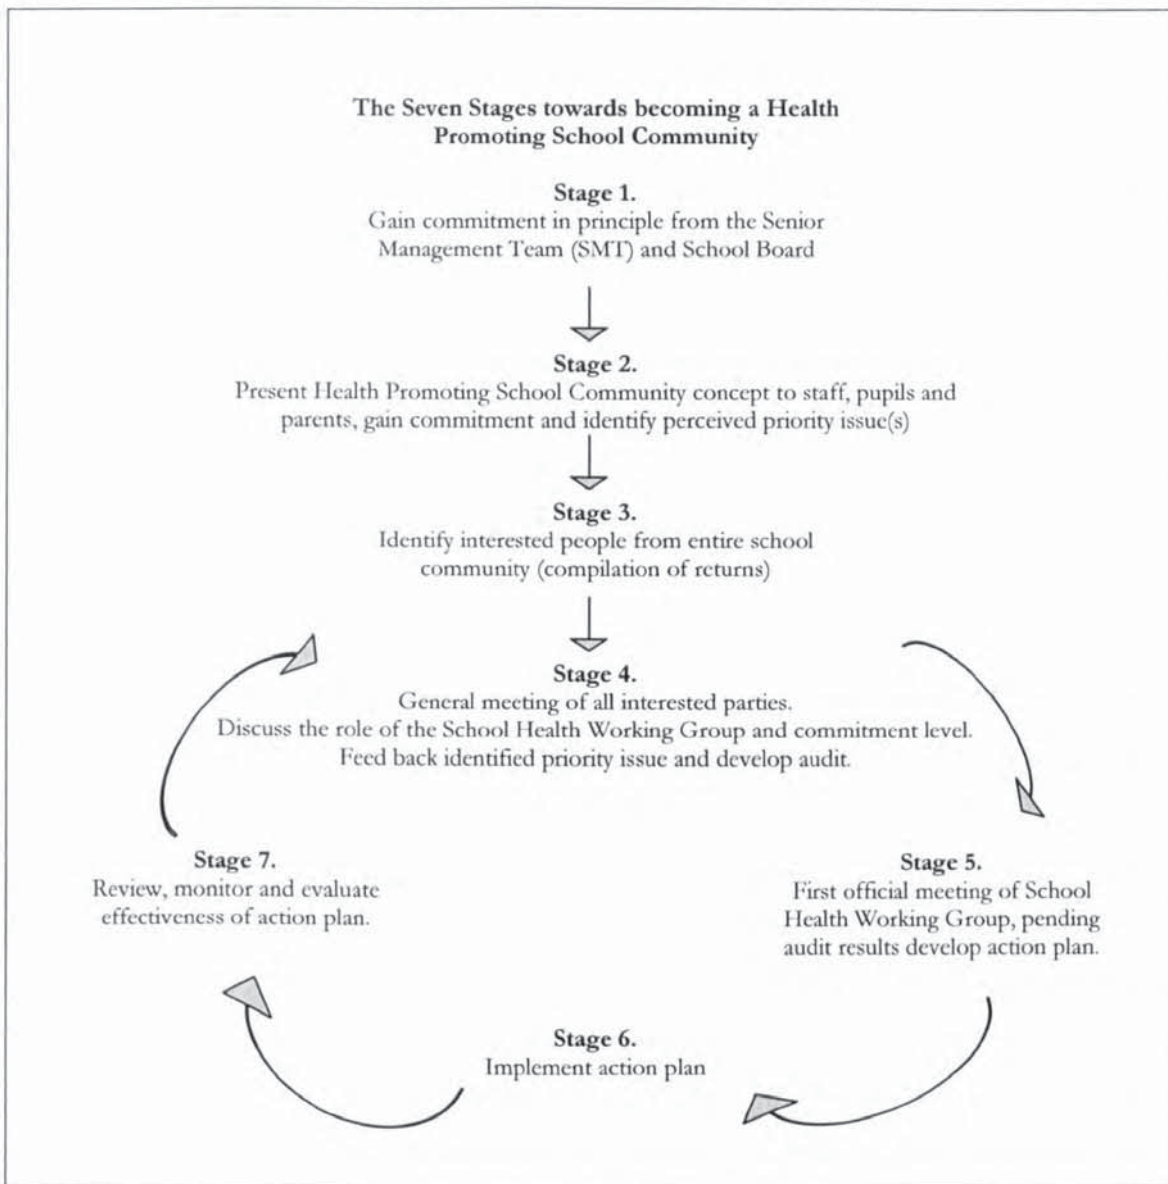 The Seven Stages towards becoming a Health
Promoting School Community
Stage 1.
Gain commitment in principle from the Senior
Management Team (SMT) and School Board
Stage 2.
Present Health Promoting School Community concept to staff, pupils and
parents, gain commitment and identify perceived priority issue(s)
Stage 3.
Identify interested people from entire school
community (compilation of returns)
Stage 4.
General meeting of all interested parties.
Discuss the role of the School Health Working Group and commitment level.
Feed back identified priority issue and develop audit.
Stage 5.
First official meeting of School
Health Working Group, pending
audit results develop action plan.
Stage 6.
Implement action plan
Stage 7.
Review, monitor and evaluate
effectiveness of action plan.